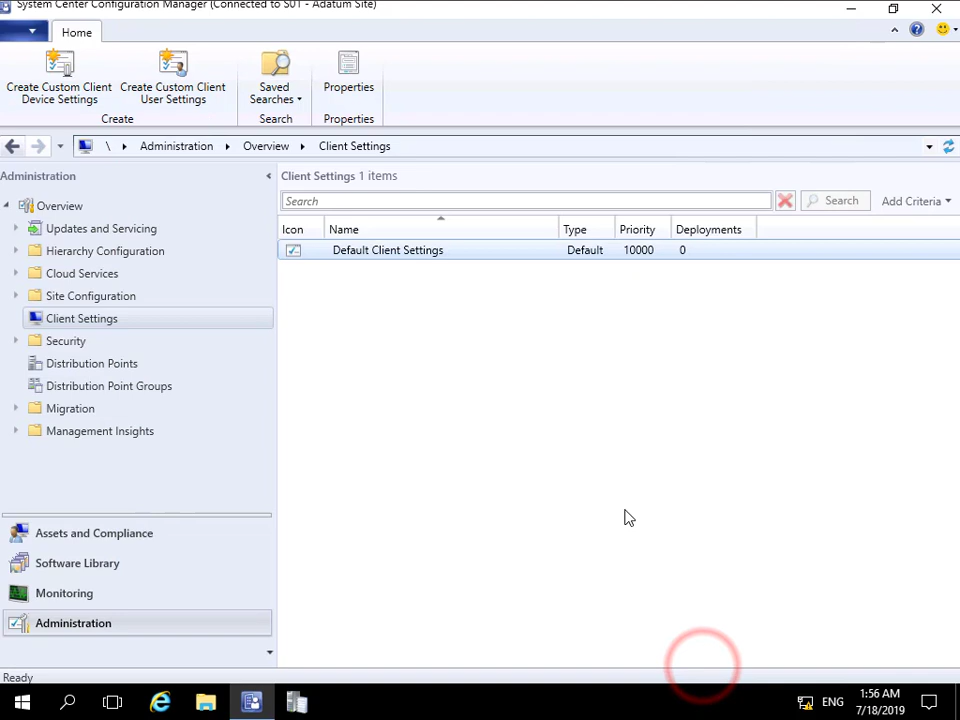 System Center Configuration Manager (Connected to S01 - Adatum Site)
Home
Create Custom Client
Device Settings
Create Custom Client
User Settings
Saved
Searches
Properties
Create
Search
Properties
\ Administration Overview Client Settings
Administration
Overview
Updates and Servicing
Hierarchy Configuration
Cloud Services
Site Configuration
Client Settings
Security
Distribution Points
Distribution Point Groups
Migration
Management Insights
Assets and Compliance
Software Library
Monitoring
Administration
Client Settings 1 items
Search
Search
Add Criteria
Icon Name Type Priority Deployments
Default Client Settings Default 10000 0
Ready
ENG
1:56 AM
7/18/2019